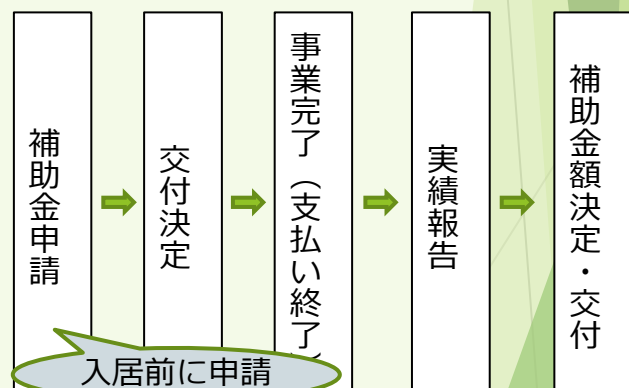 補助金申請
交付決定
事業完了（支払い終了）
実績報告
補助金額決定・交付
入居前に申請